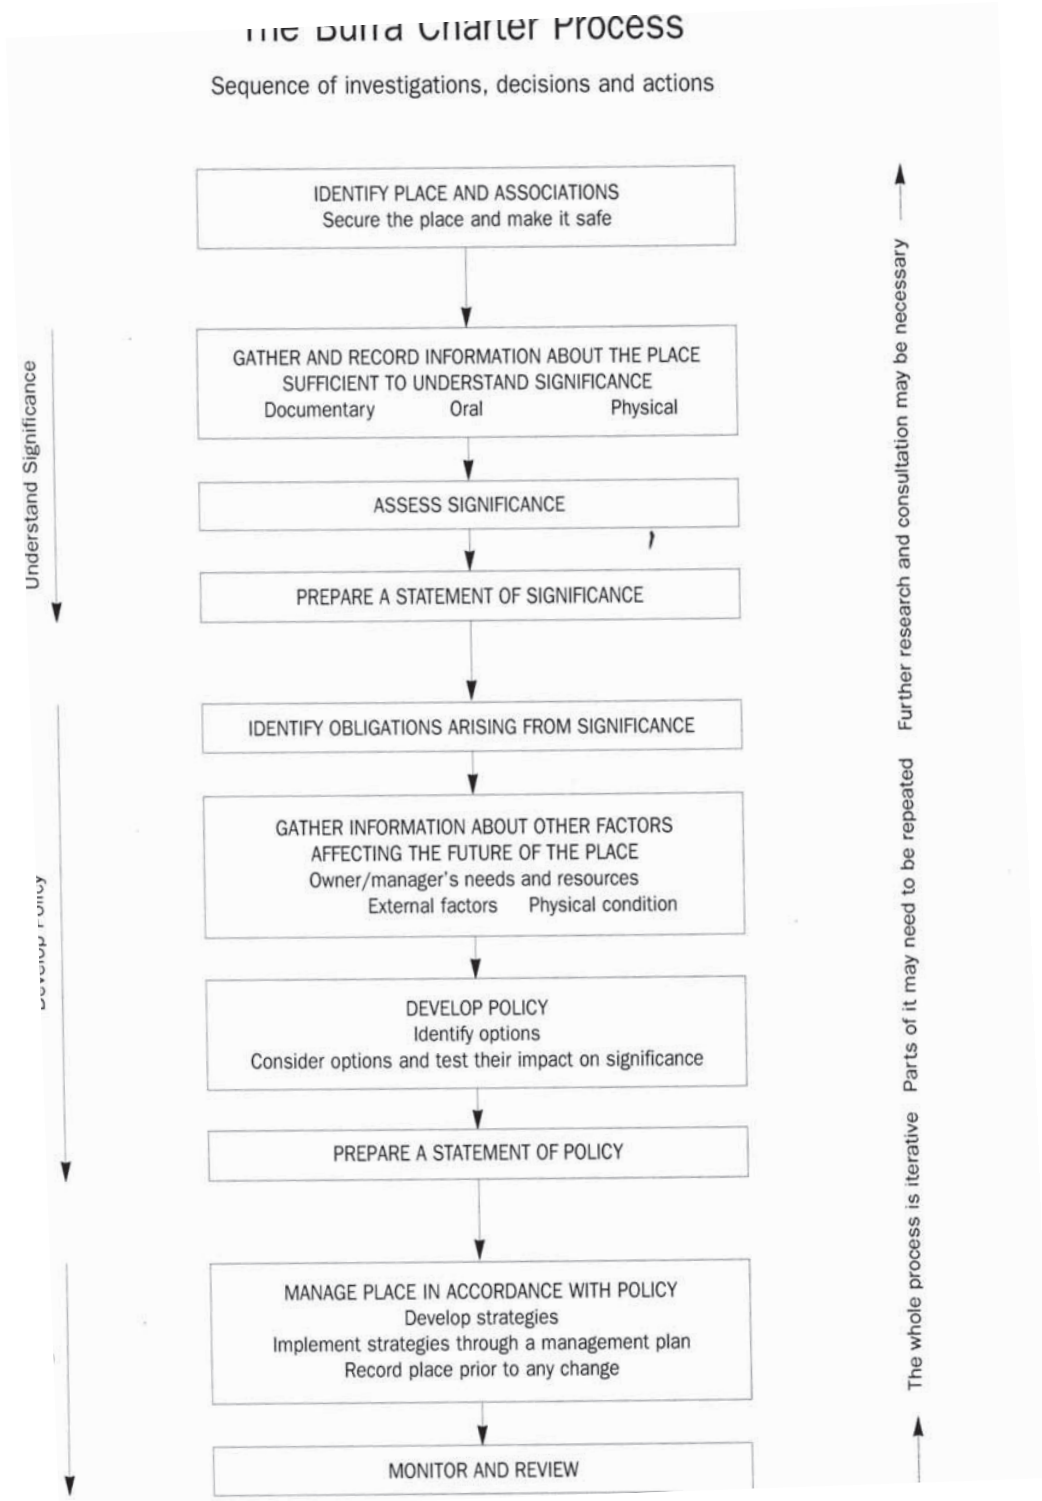 The Burra Charter Process
Sequence of investigations, decisions and actions
IDENTIFY PLACE AND ASSOCIATIONS
Secure the place and make it safe
GATHER AND RECORD INFORMATION ABOUT THE PLACE
SUFFICIENT TO UNDERSTAND SIGNIFICANCE
Documentary Oral Physical
ASSESS SIGNIFICANCE
PREPARE A STATEMENT OF SIGNIFICANCE
IDENTIFY OBLIGATIONS ARISING FROM SIGNIFICANCE
GATHER INFORMATION ABOUT OTHER FACTORS
AFFECTING THE FUTURE OF THE PLACE
Owner/manager's needs and resources
External factors Physical condition
DEVELOP POLICY
Identify options
Consider options and test their impact on significance
PREPARE A STATEMENT OF POLICY
MANAGE PLACE IN ACCORDANCE WITH POLICY
Develop strategies
Implement strategies through a management plan
Record place prior to any change
MONITOR AND REVIEW
Understand Significance
Develop Policy
The whole process is iterative Parts of it may need to be repeated Further research and consultation may be necessary